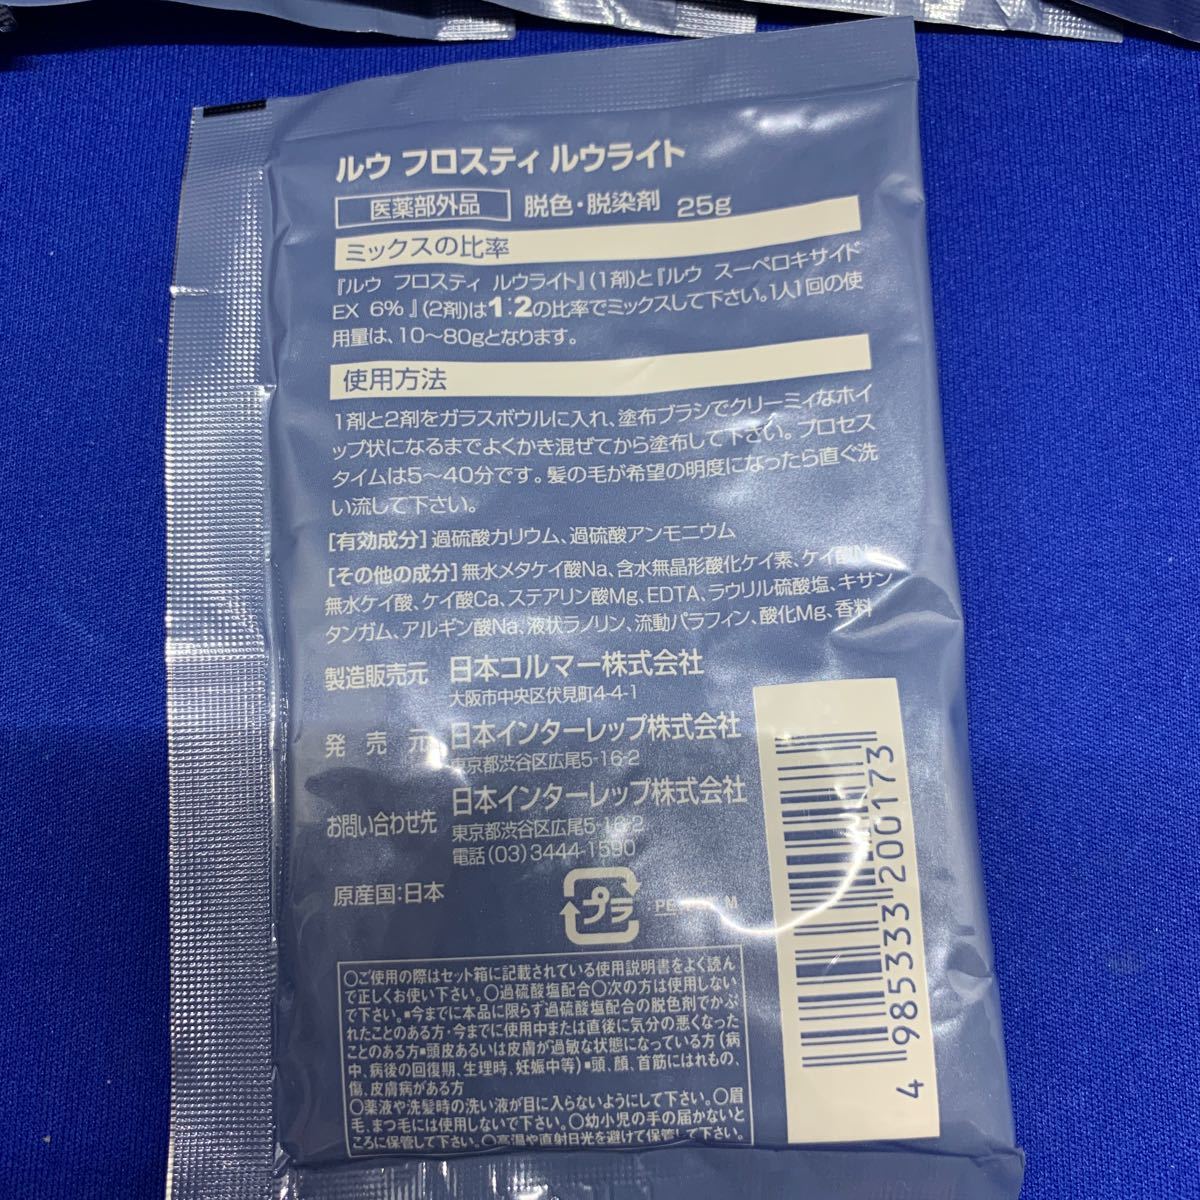 ルウ フロスティ ルウライト
医薬部外品 脱色・脱染剤 25g
ミックスの比率
『ルウ フロスティ ルウライト』(1剤)と『ルウ スーペロキサイド
EX 6%』(2剤)は1:2の比率でミックスして下さい。1人1回の使
用量は、10～80gとなります。
使用方法
1剤と2剤をガラスボウルに入れ、塗布ブラシでクリーミィなホイ
ップ状になるまでよくかき混ぜてから塗布して下さい。プロセス
タイムは5～40分です。髪の毛が希望の明度になったら直ぐ洗
い流して下さい。
[有効成分]過硫酸カリウム、過硫酸アンモニウム
[その他の成分]無水メタケイ酸Na、含水無晶形酸化ケイ素、ケイ酸N
無水ケイ酸、ケイ酸Ca、ステアリン酸Mg、EDTA、ラウリル硫酸塩、キサン
タンガム、アルギン酸Na、液状ラノリン、流動パラフィン、酸化Mg、香料
製造販売元 日本コルマー株式会社
大阪市中央区伏見町4-4-1
発売元 日本インターレップ株式会社
東京都渋谷区広尾5-16-2
お問い合わせ先 日本インターレップ株式会社
東京都渋谷区広尾5-16-2
電話(03)3444-1590
原産国:日本
プラ
M
○ご使用の際はセット箱に記載されている使用説明書をよく読ん
で正しくお使い下さい。○過硫酸塩配合○次の方は使用しない
で下さい。■今までに本品に限らず過硫酸塩配合の脱色剤でかぶ
れたことのある方・今までに使用中または直後に気分の悪くなった
ことのある方■頭皮あるいは皮膚が過敏な状態になっている方(病
中、病後の回復期、生理時、妊娠中等)■頭、顔、首筋にはれもの、
傷、皮膚病がある方
○薬液や洗髪時の洗い液が目に入らないようにして下さい。○眉
毛、まつ毛には使用しないで下さい。○幼小児の手の届かないと
ころに保管して下さい。○高温や直射日光を避けて保管して下さい。
4 985333 200173